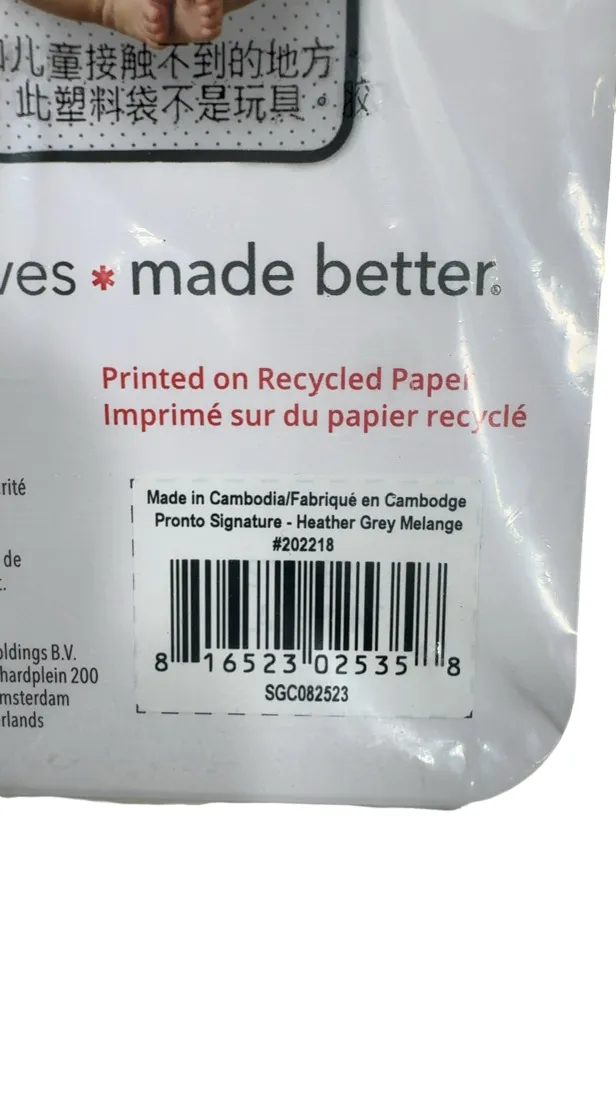 儿童接触不到的地方
此塑料袋不是玩具。胶
ves * made better®
Printed on Recycled Paper
Imprimé sur du papier recyclé
rité
de
Made in Cambodia/Fabriqué en Cambodge
Pronto Signature - Heather Grey Melange
#202218
8 16523 02535 8
SGC082523
oldings B.V.
hardplein 200
msterdam
rlands